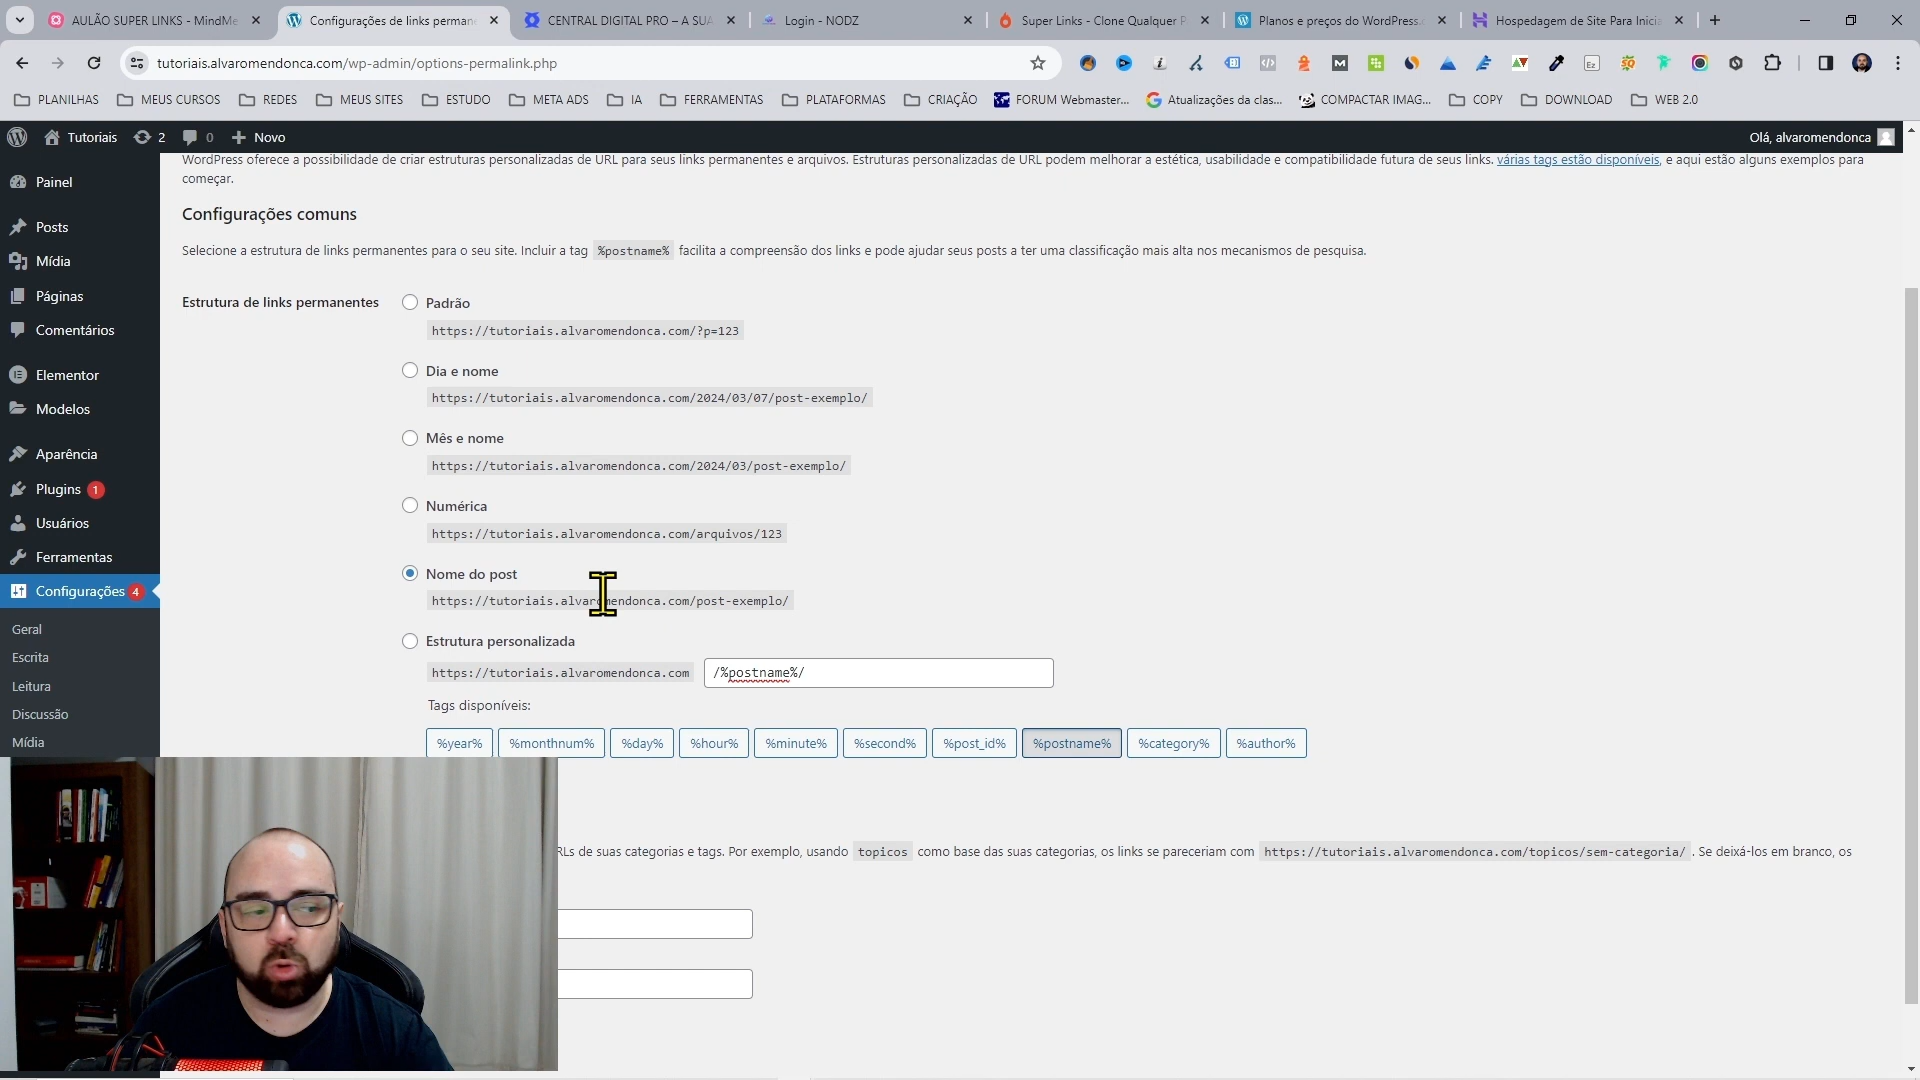 AULÃO SUPER LINKS - MindMe
Configurações de links perman
CENTRAL DIGITAL PRO – A SUA
Login - NODZ
Super Links - Clone Qualquer P
Planos e preços do WordPress.c
Hospedagem de Site Para Inicia
tutoriais.alvaromendonca.com/wp-admin/options-permalink.php
PLANILHAS MEUS CURSOS REDES MEUS SITES ESTUDO META ADS IA FERRAMENTAS PLATAFORMAS CRIAÇÃO FORUM Webmaster... Atualizações da clas... COMPACTAR IMAG... COPY DOWNLOAD WEB 2.0
Tutoriais 2 0 Novo
Olá, alvaromendonca
Painel
Posts
Mídia
Páginas
Comentários
Elementor
Modelos
Aparência
Plugins 1
Usuários
Ferramentas
Configurações 4
Geral
Escrita
Leitura
Discussão
Mídia
WordPress oferece a possibilidade de criar estruturas personalizadas de URL para seus links permanentes e arquivos. Estruturas personalizadas de URL podem melhorar a estética, usabilidade e compatibilidade futura de seus links. várias tags estão disponíveis, e aqui estão alguns exemplos para
começar.
Configurações comuns
Selecione a estrutura de links permanentes para o seu site. Incluir a tag %postname% facilita a compreensão dos links e pode ajudar seus posts a ter uma classificação mais alta nos mecanismos de pesquisa.
Estrutura de links permanentes
Padrão
https://tutoriais.alvaromendonca.com/?p=123
Dia e nome
https://tutoriais.alvaromendonca.com/2024/03/07/post-exemplo/
Mês e nome
https://tutoriais.alvaromendonca.com/2024/03/post-exemplo/
Numérica
https://tutoriais.alvaromendonca.com/arquivos/123
Nome do post
https://tutoriais.alvaromendonca.com/post-exemplo/
Estrutura personalizada
https://tutoriais.alvaromendonca.com /%postname%/
Tags disponíveis:
%year% %monthnum% %day% %hour% %minute% %second% %post_id% %postname% %category% %author%
RLs de suas categorias e tags. Por exemplo, usando topicos como base das suas categorias, os links se pareceriam com https://tutoriais.alvaromendonca.com/topicos/sem-categoria/ . Se deixá-los em branco, os